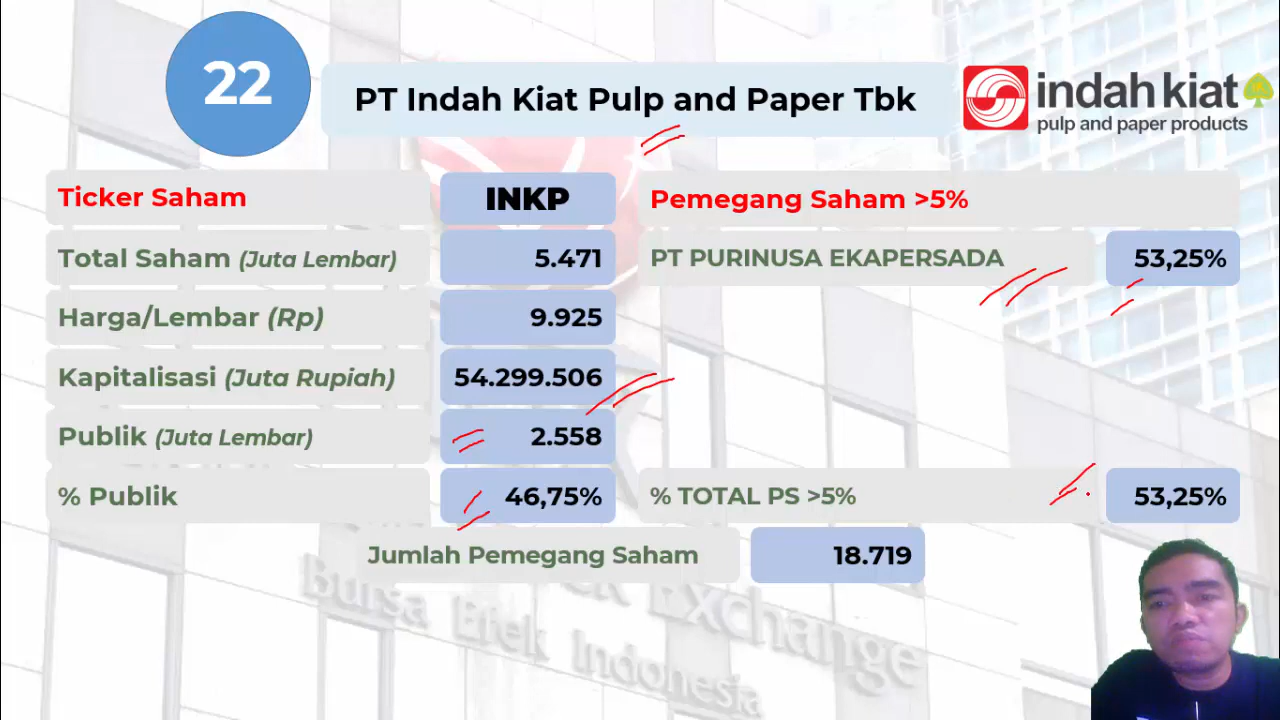 22
PT Indah Kiat Pulp and Paper Tbk
indah kiat
pulp and paper products
Ticker Saham INKP Pemegang Saham >5%
Total Saham (Juta Lembar) 5.471 PT PURINUSA EKAPERSADA 53,25%
Harga/Lembar (Rp) 9.925
Kapitalisasi (Juta Rupiah) 54.299.506
Publik (Juta Lembar) 2.558
% Publik 46,75% % TOTAL PS >5% 53,25%
Jumlah Pemegang Saham 18.719
Exchange
Bursa Efek Indonesia